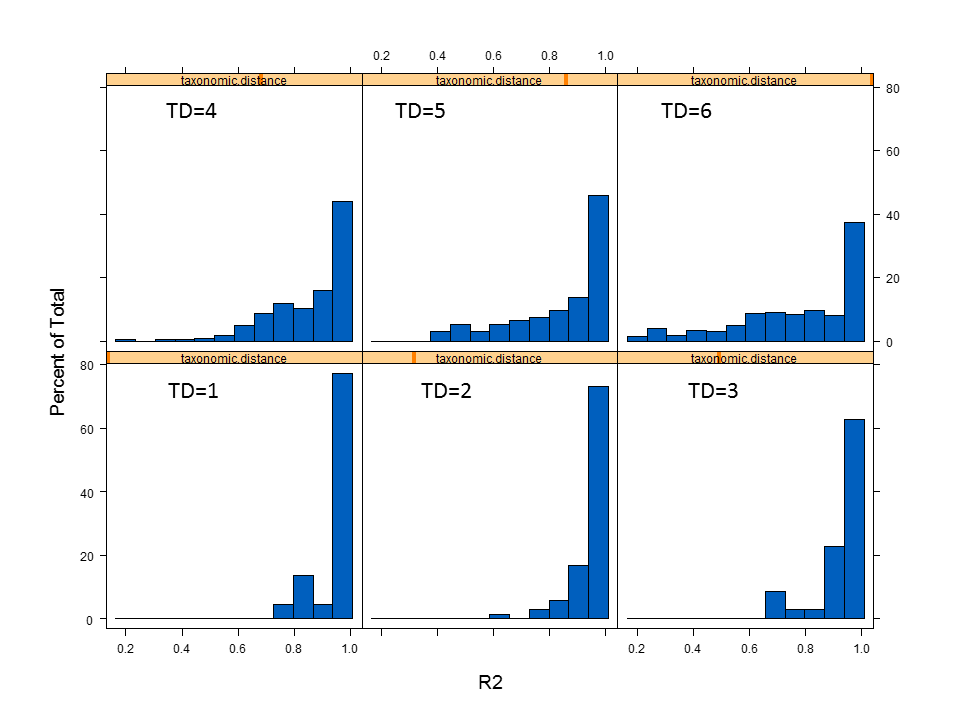 0.2 0.4 0.6 0.8 1.0
taxonomic.distance taxonomic.distance taxonomic.distance
TD=4 TD=5 TD=6
80
60
40
20
0
Percent of Total
taxonomic.distance taxonomic.distance taxonomic.distance
TD=1 TD=2 TD=3
80
60
40
20
0
0.2 0.4 0.6 0.8 1.0 0.2 0.4 0.6 0.8 1.0
R2